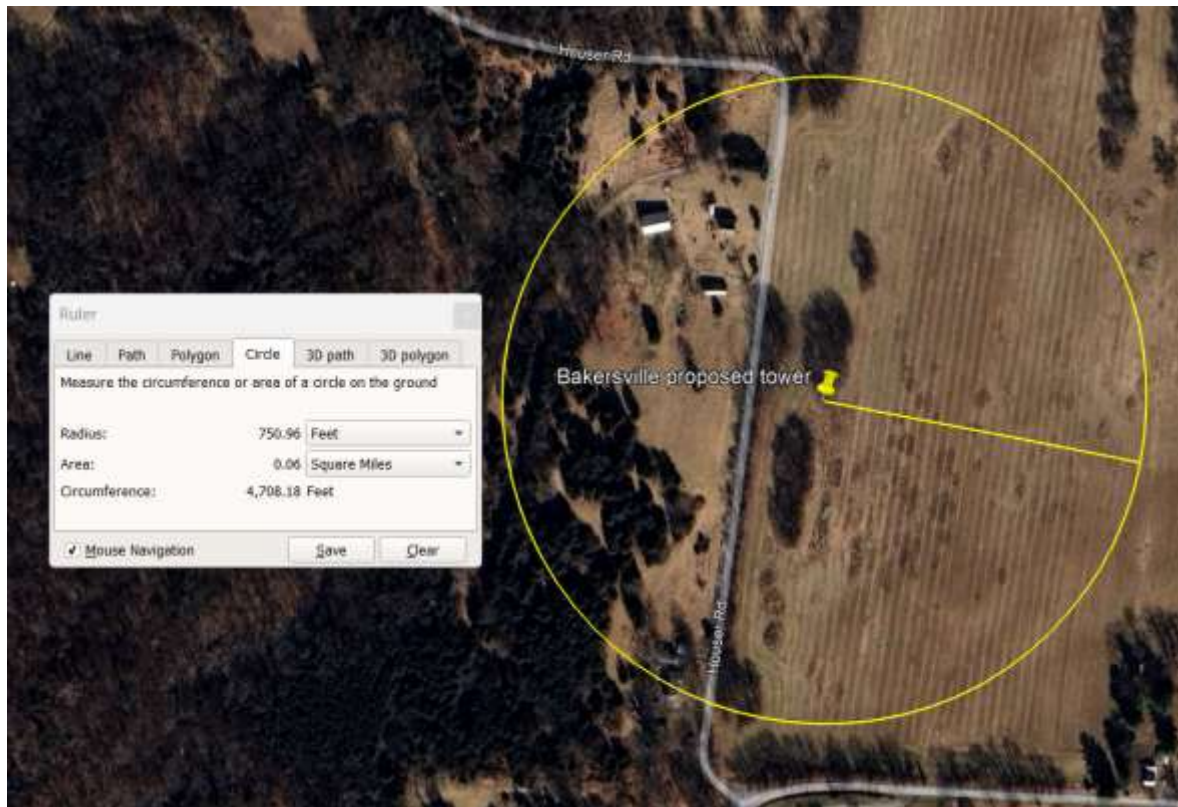 Houser Rd
Ruler
Line Path Polygon Circle 3D path 3D polygon
Measure the circumference or area of a circle on the ground
Radius: 750.96 Feet
Area: 0.06 Square Miles
Circumference: 4,708.18 Feet
Mouse Navigation Save Clear
Bakersville proposed tower
Houser Rd